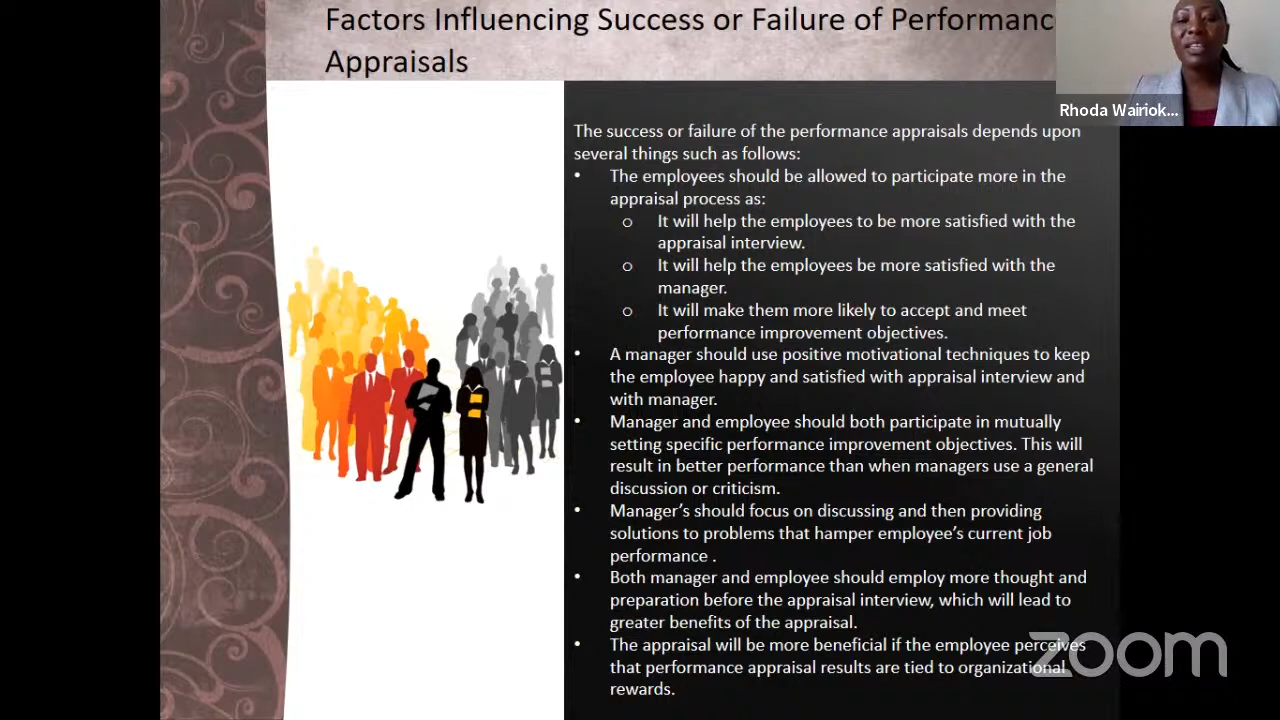 Factors Influencing Success or Failure of Performanc
Appraisals
Rhoda Wairiok...
The success or failure of the performance appraisals depends upon
several things such as follows:
• The employees should be allowed to participate more in the
appraisal process as:
o It will help the employees to be more satisfied with the
appraisal interview.
o It will help the employees be more satisfied with the
manager.
o It will make them more likely to accept and meet
performance improvement objectives.
• A manager should use positive motivational techniques to keep
the employee happy and satisfied with appraisal interview and
with manager.
• Manager and employee should both participate in mutually
setting specific performance improvement objectives. This will
result in better performance than when managers use a general
discussion or criticism.
• Manager’s should focus on discussing and then providing
solutions to problems that hamper employee’s current job
performance .
• Both manager and employee should employ more thought and
preparation before the appraisal interview, which will lead to
greater benefits of the appraisal.
• The appraisal will be more beneficial if the employee perceives
that performance appraisal results are tied to organizational
rewards.
zoom